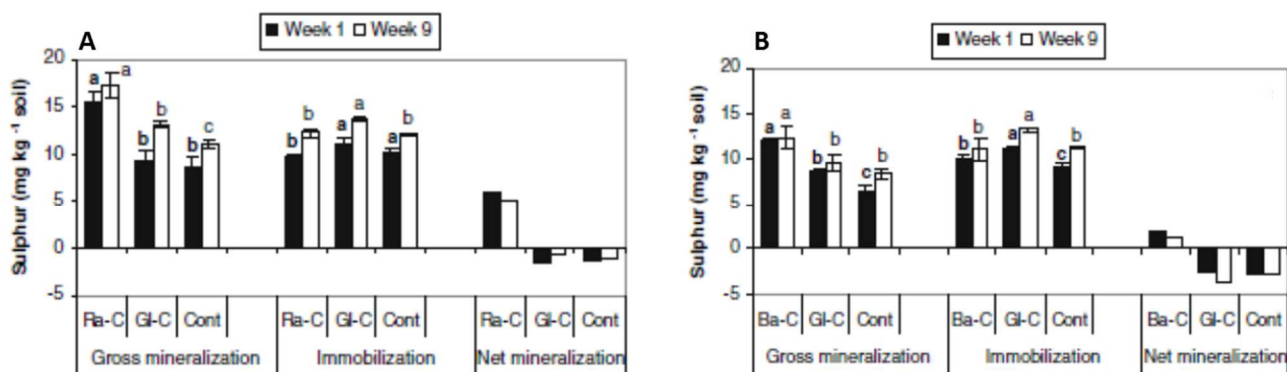 A
Week 1 Week 9
Sulphur (mg kg⁻¹ soil)
20
15
10
5
0
-5
a a
b b
b c
b b
a a
a b
Ra-C Gl-C Cont Ra-C Gl-C Cont Ra-C Gl-C Cont
Gross mineralization Immobilization Net mineralization
B
Week 1 Week 9
Sulphur (mg kg⁻¹ soil)
20
15
10
5
0
-5
a a
b b
c b
b b
a a
c b
Ba-C Gl-C Cont Ba-C Gl-C Cont Ba-C Gl-C Cont
Gross mineralization Immobilization Net mineralization